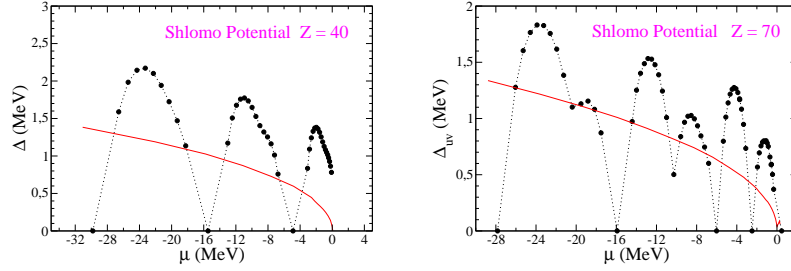 Shlomo Potential Z = 40
3
2.5
2
1.5
1
0.5
0
Δ (MeV)
-32 -28 -24 -20 -16 -12 -8 -4 0 4
μ (MeV)
Shlomo Potential Z = 70
2
1.5
1
0.5
0
Δuv (MeV)
-28 -24 -20 -16 -12 -8 -4 0
μ (MeV)